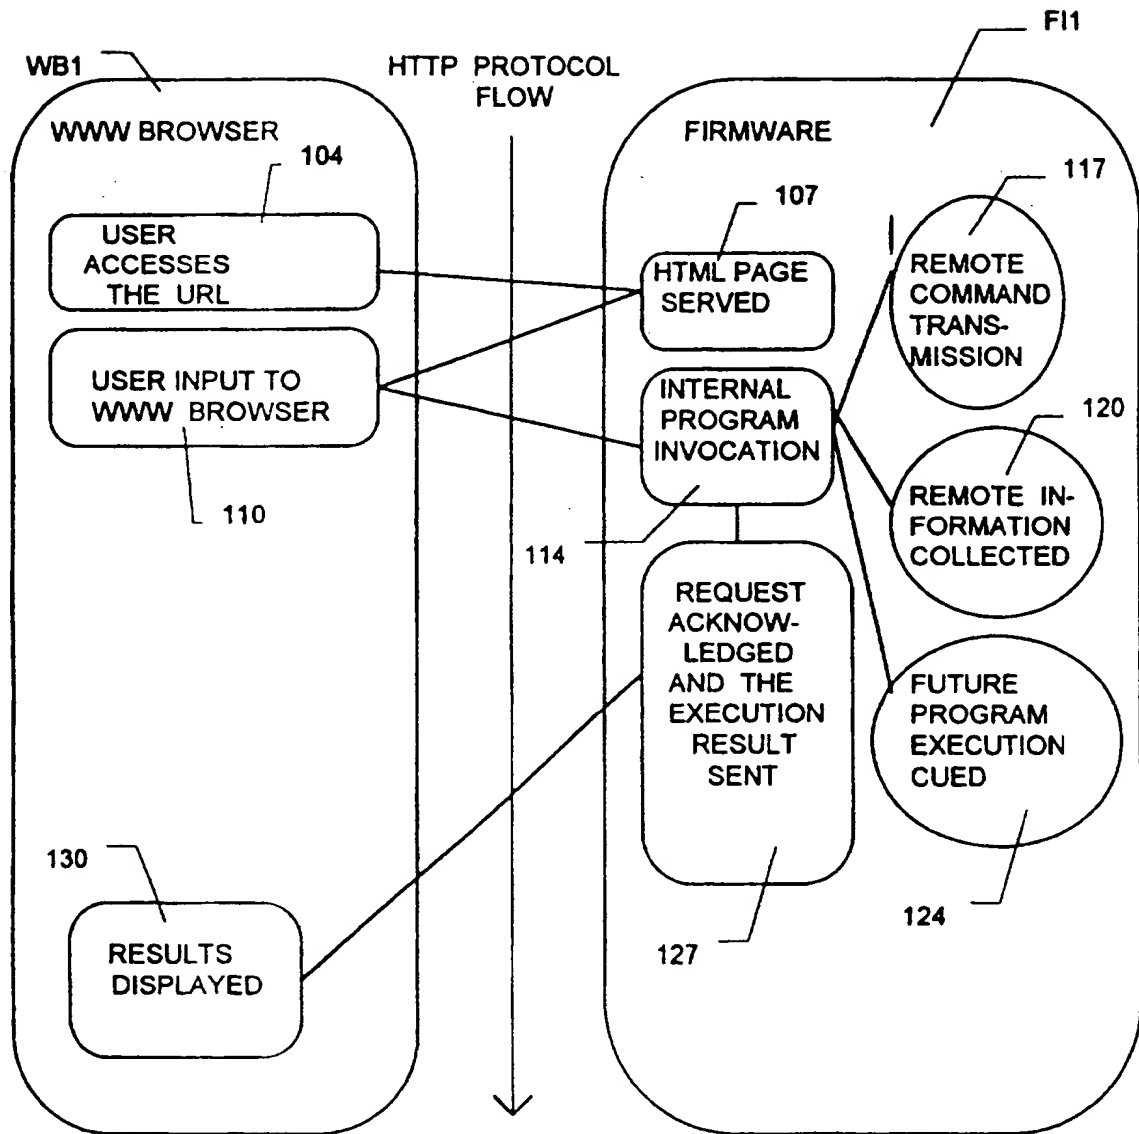 FI1
WB1
HTTP PROTOCOL
FLOW
WWW BROWSER
FIRMWARE
104
117
107
USER
ACCESSES
THE URL
HTML PAGE
SERVED
REMOTE
COMMAND
TRANS-
MISSION
USER INPUT TO
WWW BROWSER
INTERNAL
PROGRAM
INVOCATION
120
110
114
REMOTE IN-
FORMATION
COLLECTED
REQUEST
ACKNOW-
LEDGED
AND THE
EXECUTION
RESULT
SENT
FUTURE
PROGRAM
EXECUTION
CUED
130
124
127
RESULTS
DISPLAYED